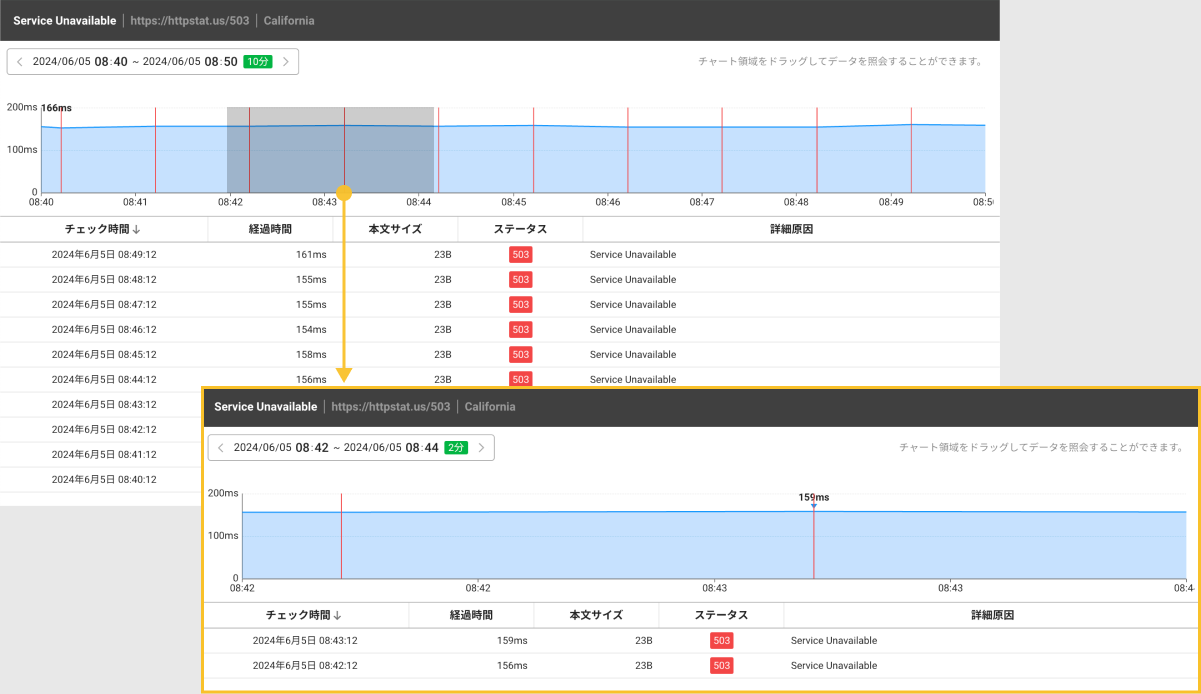 Service Unavailable | https://httpstat.us/503 | California
2024/06/05 08:40 ~ 2024/06/05 08:50 10分
チャート領域をドラッグしてデータを照会することができます。
200ms
166ms
100ms
0
08:40 08:41 08:42 08:43 08:44 08:45 08:46 08:47 08:48 08:49 08:50
チェック時間↓ 経過時間 本文サイズ ステータス 詳細原因
2024年6月5日 08:49:12 161ms 23B 503 Service Unavailable
2024年6月5日 08:48:12 155ms 23B 503 Service Unavailable
2024年6月5日 08:47:12 155ms 23B 503 Service Unavailable
2024年6月5日 08:46:12 154ms 23B 503 Service Unavailable
2024年6月5日 08:45:12 158ms 23B 503 Service Unavailable
2024年6月5日 08:44:12 156ms 23B 503 Service Unavailable
2024年6月5日 08:43:12
2024年6月5日 08:42:12
2024年6月5日 08:41:12
2024年6月5日 08:40:12
Service Unavailable | https://httpstat.us/503 | California
2024/06/05 08:42 ~ 2024/06/05 08:44 2分
チャート領域をドラッグしてデータを照会することができます。
200ms
159ms
100ms
0
08:42 08:42 08:43 08:43 08:4
チェック時間↓ 経過時間 本文サイズ ステータス 詳細原因
2024年6月5日 08:43:12 159ms 23B 503 Service Unavailable
2024年6月5日 08:42:12 156ms 23B 503 Service Unavailable